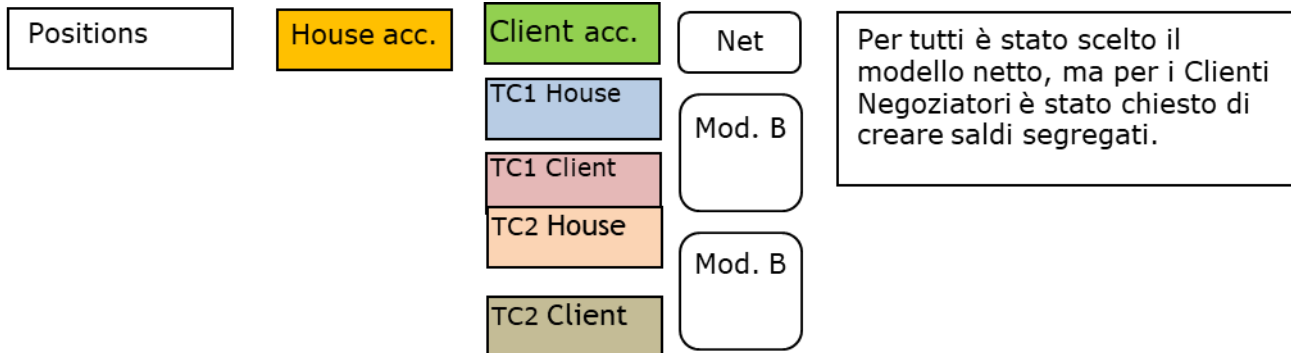 Positions
House acc.
Client acc.
Net
Per tutti è stato scelto il
modello netto, ma per i Clienti
Negoziatori è stato chiesto di
creare saldi segregati.
TC1 House
Mod. B
TC1 Client
TC2 House
Mod. B
TC2 Client